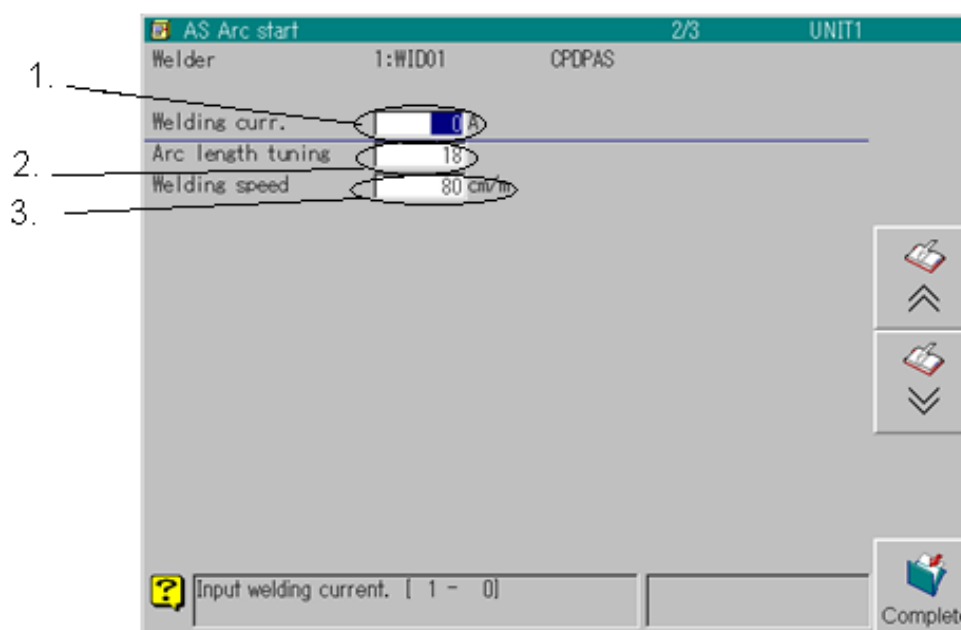 AS Arc start 2/3 UNIT1
Welder 1:WID01 CPDPAS
1.
Welding curr. 0 A
2.
Arc length tuning 18
Welding speed 80 cm/m
3.
Input welding current. [ 1 - 0]
Complete